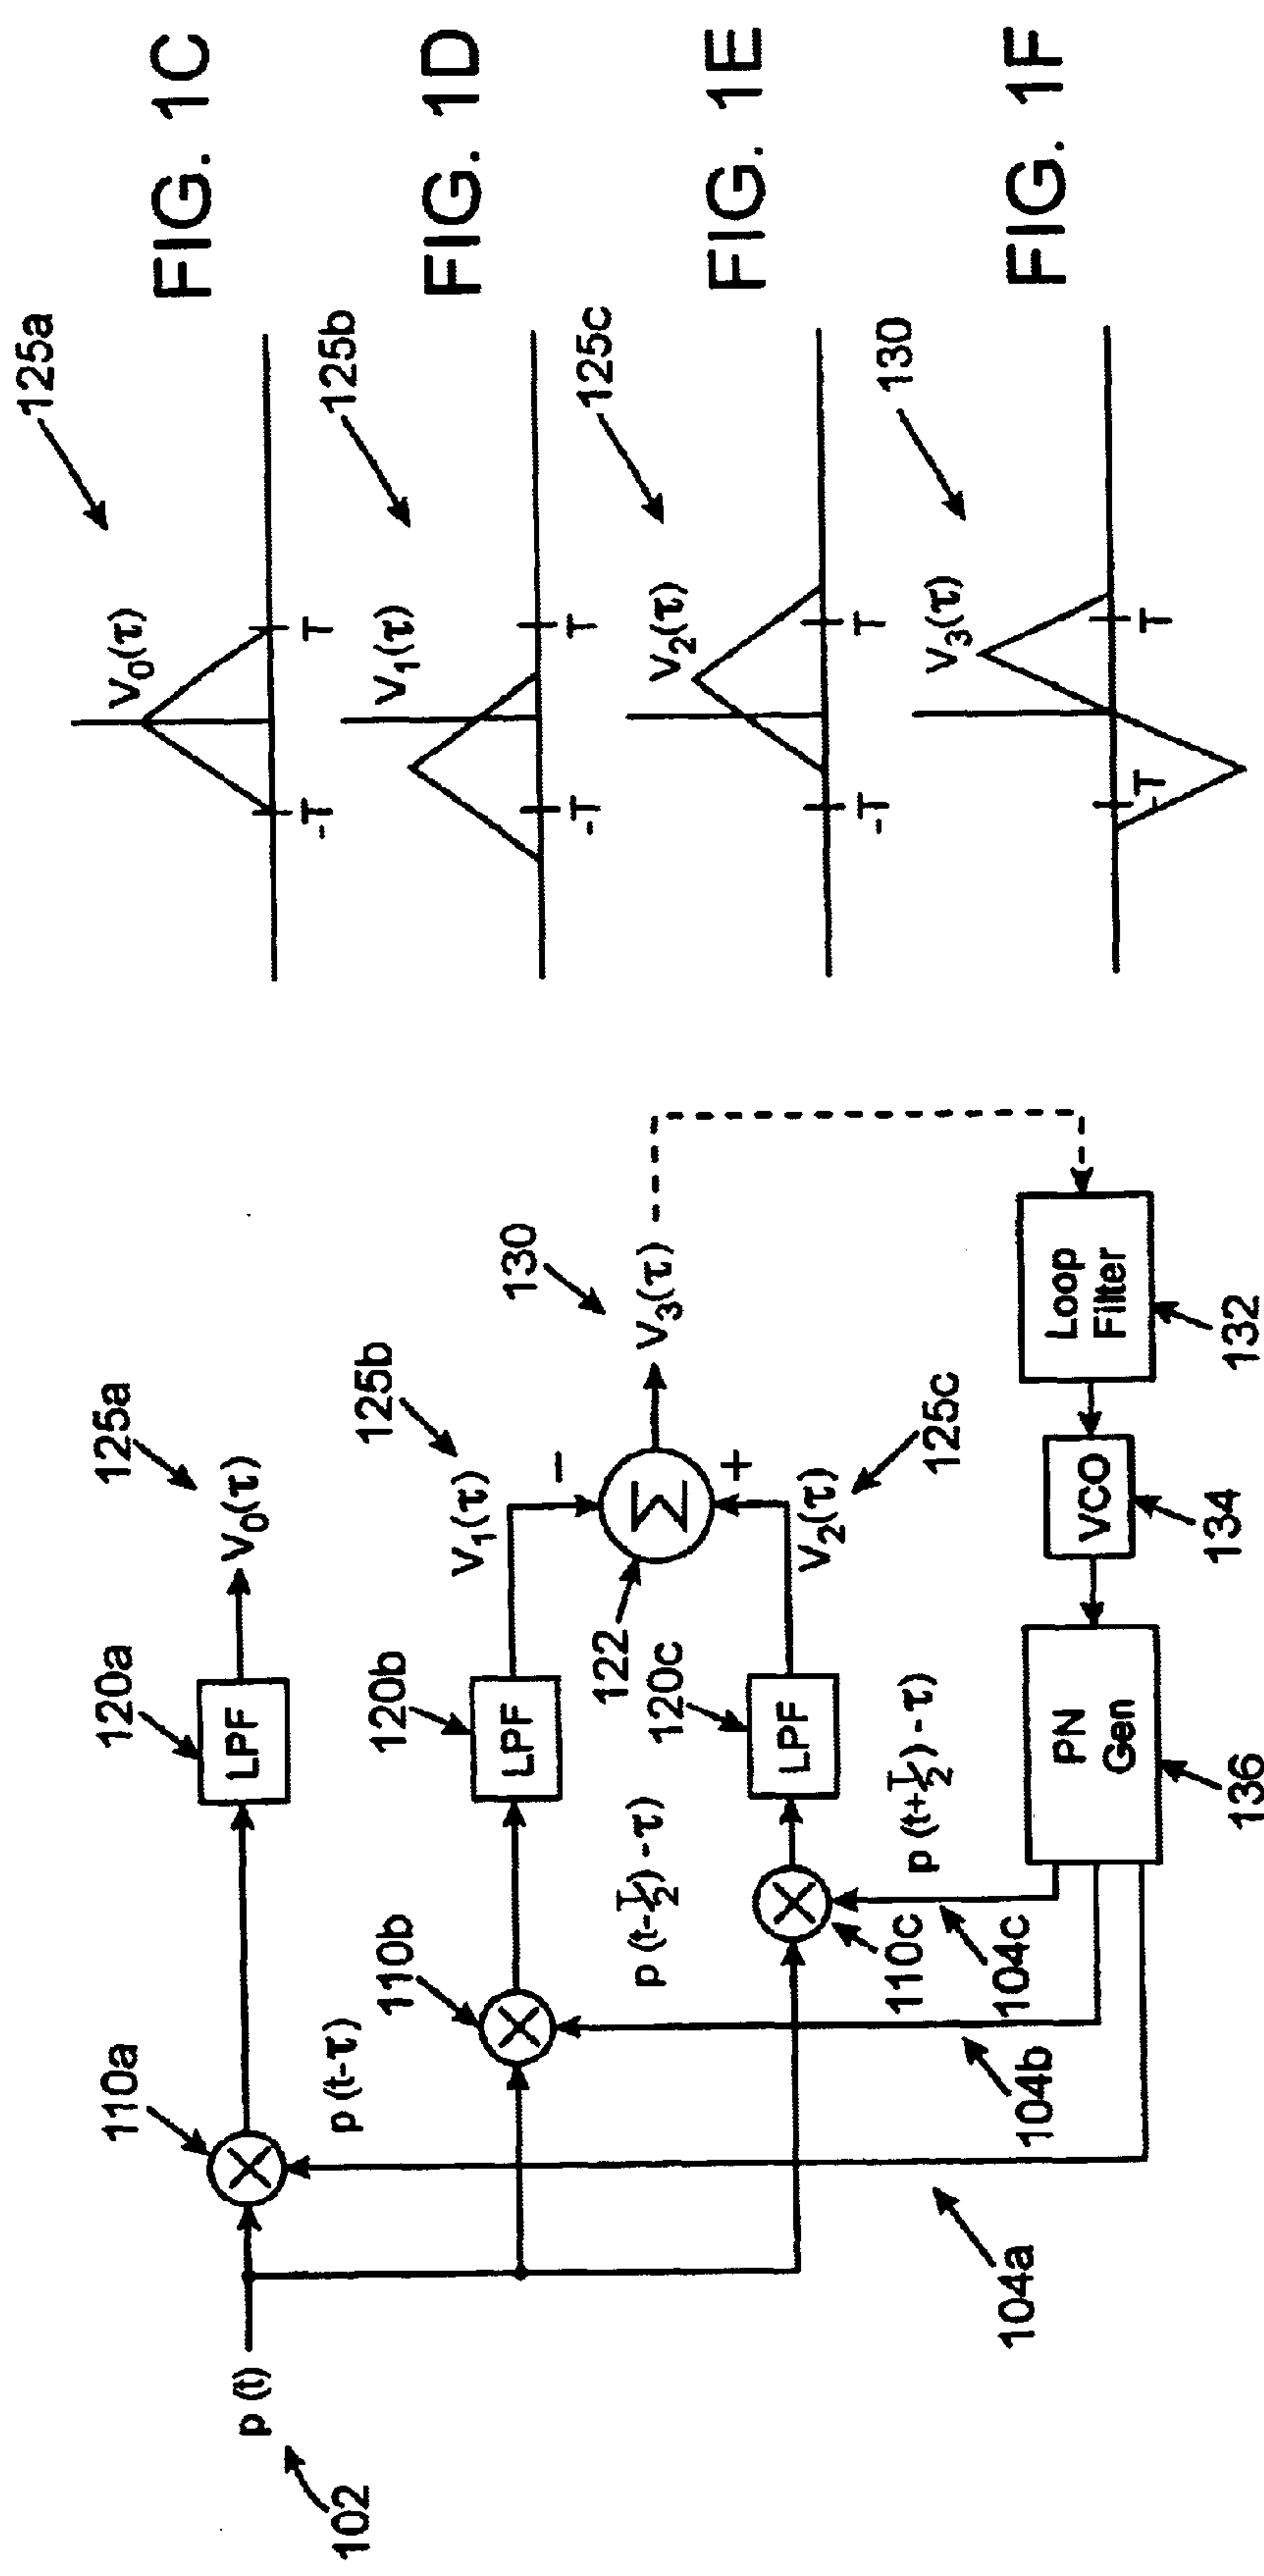 102
p (t)
110a
p (t-τ)
120a
LPF
125a
V0(τ)
110b
p (t-T/2) -τ)
120b
LPF
V1(τ)
125b
−
Σ
122
+
V3(τ)
130
110c
p (t+T/2) -τ)
120c
LPF
V2(τ)
125c
104a
104b
104c
PN
Gen
136
VCO
134
Loop
Filter
132
125a
V0(τ)
-T
T
FIG. 1C
125b
V1(τ)
-T
T
FIG. 1D
125c
V2(τ)
-T
T
FIG. 1E
130
V3(τ)
-T
T
FIG. 1F